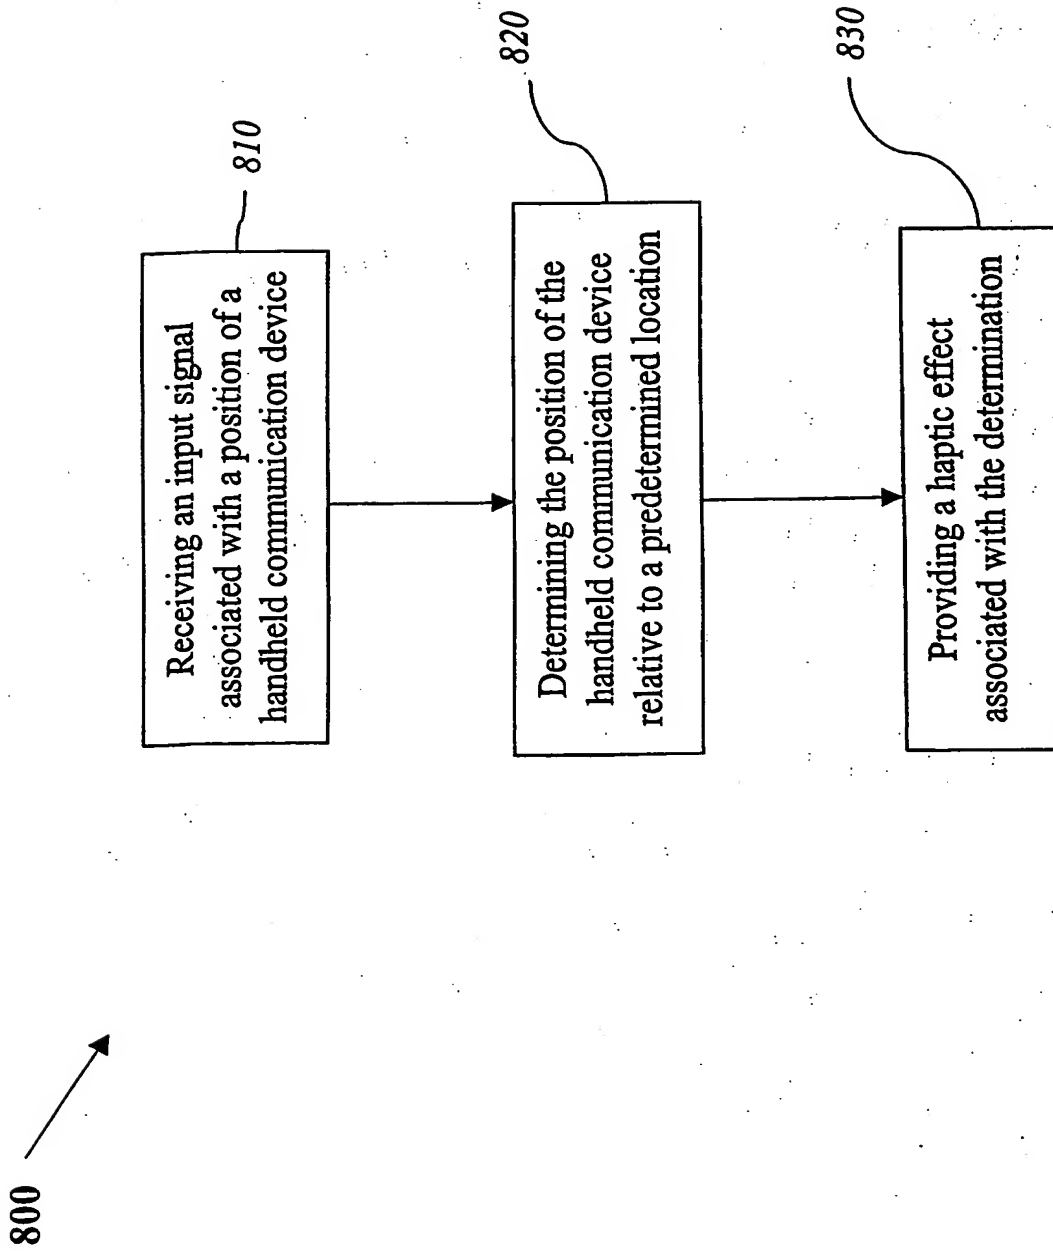 800
Receiving an input signal
associated with a position of a
handheld communication device
810
Determining the position of the
handheld communication device
relative to a predetermined location
820
Providing a haptic effect
associated with the determination
830